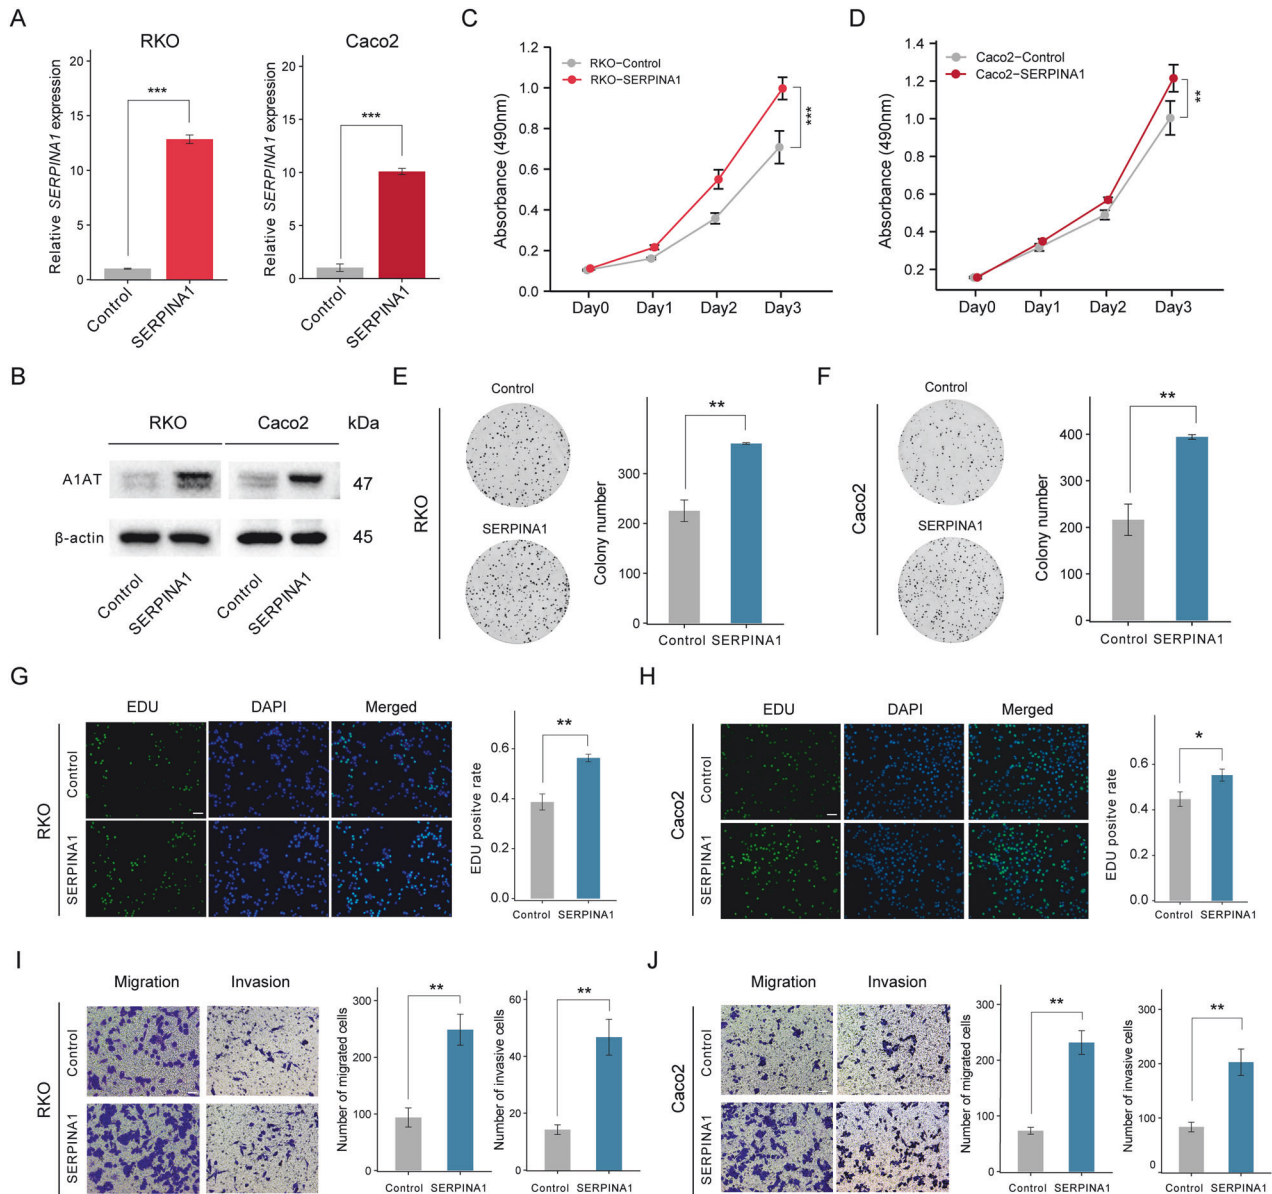 A
RKO
Relative SERPINA1 expression
20
15
10
5
0
***
Control
SERPINA1
Caco2
Relative SERPINA1 expression
20
15
10
5
0
***
Control
SERPINA1
C
Absorbance (490nm)
1.2
1.0
0.8
0.6
0.4
0.2
0.0
RKO−Control
RKO−SERPINA1
***
Day0 Day1 Day2 Day3
D
Absorbance (490nm)
1.4
1.2
1.0
0.8
0.6
0.4
0.2
Caco2−Control
Caco2−SERPINA1
**
Day0 Day1 Day2 Day3
B
RKO Caco2 kDa
A1AT 47
β-actin 45
Control
SERPINA1
Control
SERPINA1
E
RKO
Control
SERPINA1
Colony number
300
200
100
0
**
Control SERPINA1
F
Caco2
Control
SERPINA1
Colony number
400
300
200
100
0
**
Control SERPINA1
G
RKO
EDU DAPI Merged
Control
SERPINA1
EDU positve rate
0.6
0.4
0.2
0.0
**
Control SERPINA1
H
Caco2
EDU DAPI Merged
Control
SERPINA1
EDU positve rate
0.6
0.4
0.2
0.0
*
Control SERPINA1
I
RKO
Migration Invasion
Control
SERPINA1
Number of migrated cells
300
200
100
0
**
Control SERPINA1
Number of invasive cells
60
40
20
0
**
Control SERPINA1
J
Caco2
Migration Invasion
Control
SERPINA1
Number of migrated cells
300
200
100
0
**
Control SERPINA1
Number of invasive cells
300
200
100
0
**
Control SERPINA1